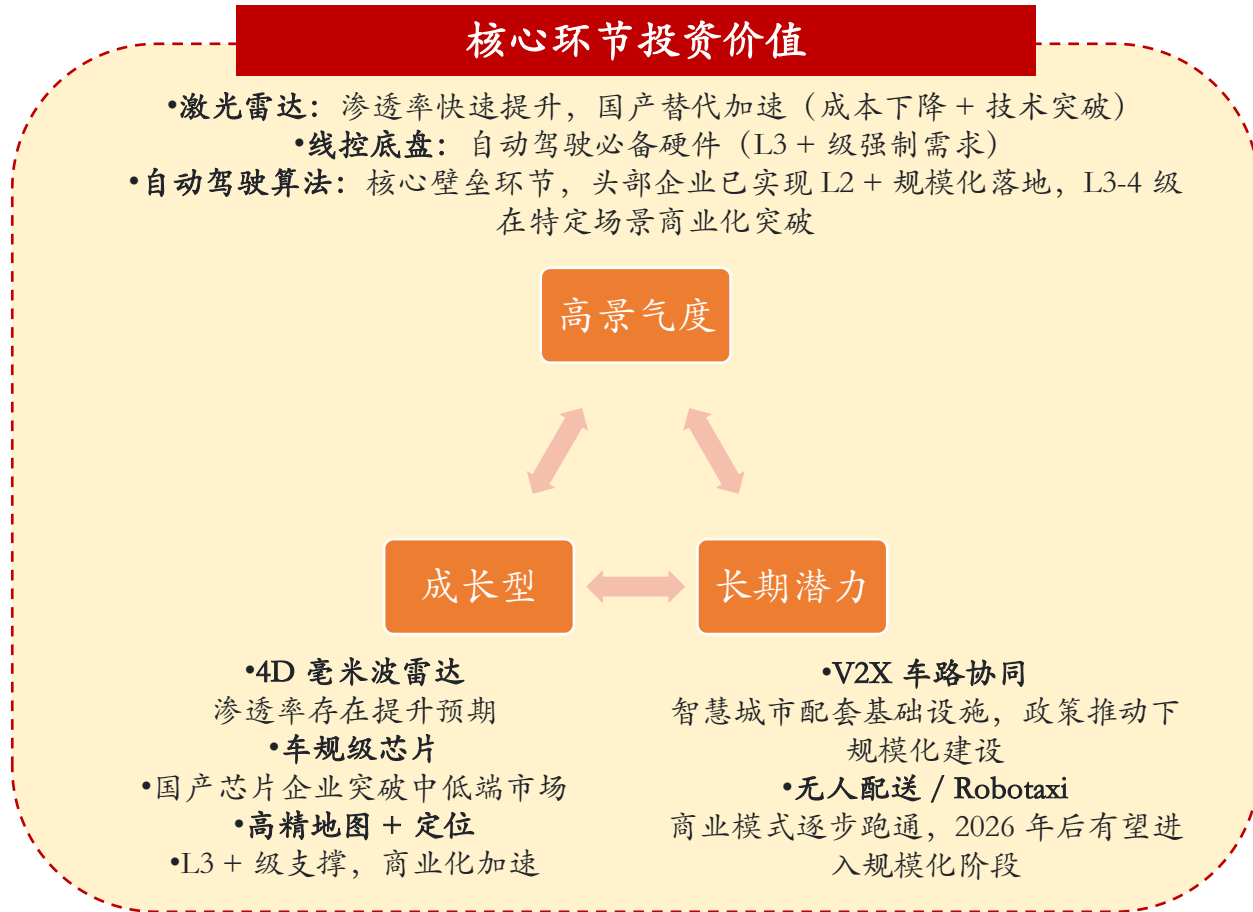 核心环节投资价值
•激光雷达：渗透率快速提升，国产替代加速（成本下降 + 技术突破）
•线控底盘：自动驾驶必备硬件（L3 + 级强制需求）
•自动驾驶算法：核心壁垒环节，头部企业已实现 L2 + 规模化落地，L3-4 级
在特定场景商业化突破
高景气度
成长型
长期潜力
•4D 毫米波雷达
渗透率存在提升预期
•车规级芯片
•国产芯片企业突破中低端市场
•高精地图 + 定位
•L3 + 级支撑，商业化加速
•V2X 车路协同
智慧城市配套基础设施，政策推动下
规模化建设
•无人配送 / Robotaxi
商业模式逐步跑通，2026 年后有望进
入规模化阶段